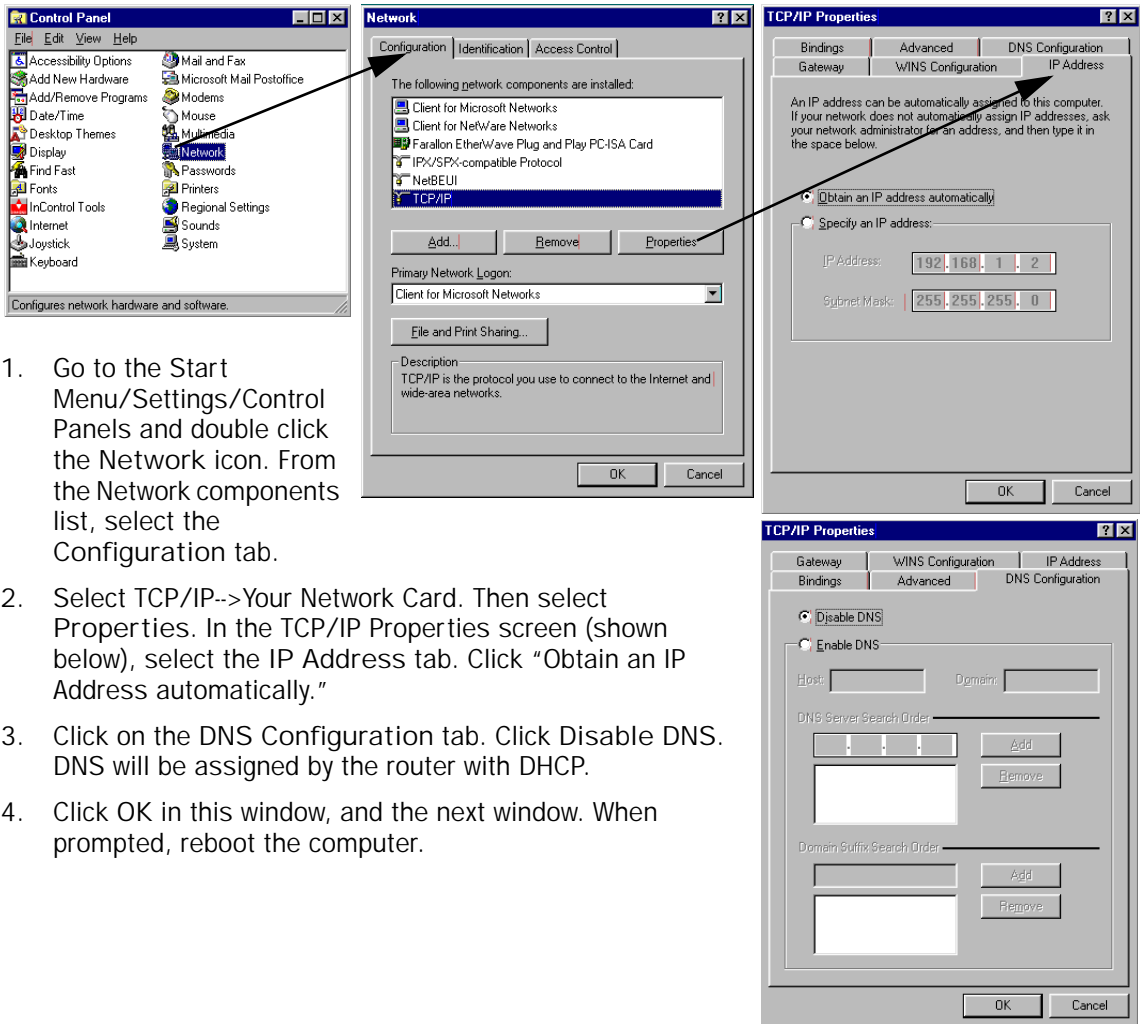 Control Panel
File Edit View Help
Accessibility Options
Add New Hardware
Add/Remove Programs
Date/Time
Desktop Themes
Display
Find Fast
Fonts
InControl Tools
Internet
Joystick
Keyboard
Mail and Fax
Microsoft Mail Postoffice
Modems
Mouse
Multimedia
Network
Passwords
Printers
Regional Settings
Sounds
System
Configures network hardware and software.
Network
Configuration Identification Access Control
The following network components are installed:
Client for Microsoft Networks
Client for NetWare Networks
Farallon EtherWave Plug and Play PC-ISA Card
IPX/SPX-compatible Protocol
NetBEUI
TCP/IP
Add... Remove Properties
Primary Network Logon:
Client for Microsoft Networks
File and Print Sharing...
Description
TCP/IP is the protocol you use to connect to the Internet and
wide-area networks.
OK Cancel
TCP/IP Properties
Bindings Advanced DNS Configuration
Gateway WINS Configuration IP Address
An IP address can be automatically assigned to this computer.
If your network does not automatically assign IP addresses, ask
your network administrator for an address, and then type it in
the space below.
Obtain an IP address automatically
Specify an IP address:
IP Address: 192.168. 1 . 2
Subnet Mask: 255.255.255. 0
OK Cancel
1. Go to the Start
Menu/Settings/Control
Panels and double click
the Network icon. From
the Network components
list, select the
Configuration tab.
2. Select TCP/IP-->Your Network Card. Then select
Properties. In the TCP/IP Properties screen (shown
below), select the IP Address tab. Click “Obtain an IP
Address automatically.”
3. Click on the DNS Configuration tab. Click Disable DNS.
DNS will be assigned by the router with DHCP.
4. Click OK in this window, and the next window. When
prompted, reboot the computer.
TCP/IP Properties
Gateway WINS Configuration IP Address
Bindings Advanced DNS Configuration
Disable DNS
Enable DNS
Host: Domain:
DNS Server Search Order
Add
Remove
Domain Suffix Search Order
Add
Remove
OK Cancel